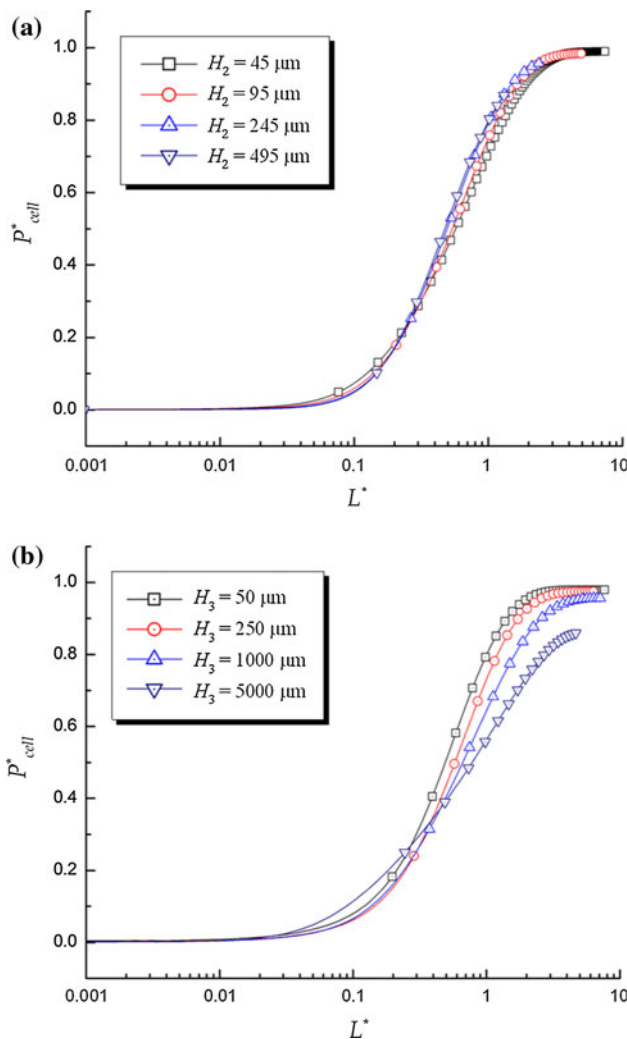 (a)
H₂ = 45 μm
H₂ = 95 μm
H₂ = 245 μm
H₂ = 495 μm
1.0
0.8
0.6
0.4
0.2
0.0
P*cell
0.001
0.01
0.1
1
10
L*
(b)
H₃ = 50 μm
H₃ = 250 μm
H₃ = 1000 μm
H₃ = 5000 μm
1.0
0.8
0.6
0.4
0.2
0.0
P*cell
0.001
0.01
0.1
1
10
L*